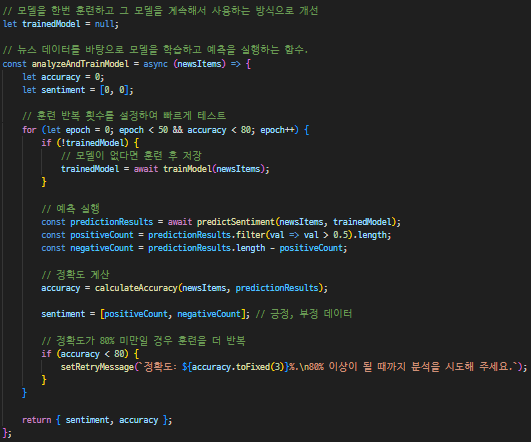 // 모델을 한번 훈련하고 그 모델을 계속해서 사용하는 방식으로 개선
let trainedModel = null;
// 뉴스 데이터를 바탕으로 모델을 학습하고 예측을 실행하는 함수.
const analyzeAndTrainModel = async (newsItems) => {
    let accuracy = 0;
    let sentiment = [0, 0];
    // 훈련 반복 횟수를 설정하여 빠르게 테스트
    for (let epoch = 0; epoch < 50 && accuracy < 80; epoch++) {
        if (!trainedModel) {
            // 모델이 없다면 훈련 후 저장
            trainedModel = await trainModel(newsItems);
        }
        // 예측 실행
        const predictionResults = await predictSentiment(newsItems, trainedModel);
        const positiveCount = predictionResults.filter(val => val > 0.5).length;
        const negativeCount = predictionResults.length - positiveCount;
        // 정확도 계산
        accuracy = calculateAccuracy(newsItems, predictionResults);
        sentiment = [positiveCount, negativeCount]; // 긍정, 부정 데이터
        // 정확도가 80% 미만일 경우 훈련을 더 반복
        if (accuracy < 80) {
            setRetryMessage(`정확도: ${accuracy.toFixed(3)}%.\n80% 이상이 될 때까지 분석을 시도해 주세요.`);
        }
    }
    return { sentiment, accuracy };
};